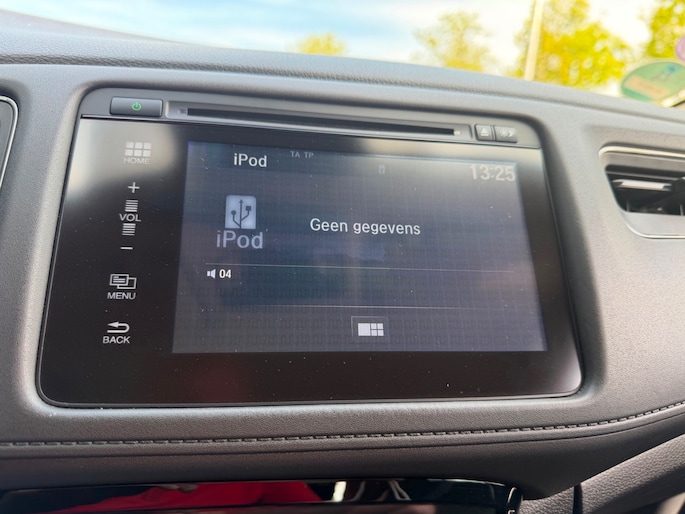 iPod
TA TP
13:25
HOME
VOL
iPod
Geen gegevens
04
MENU
BACK